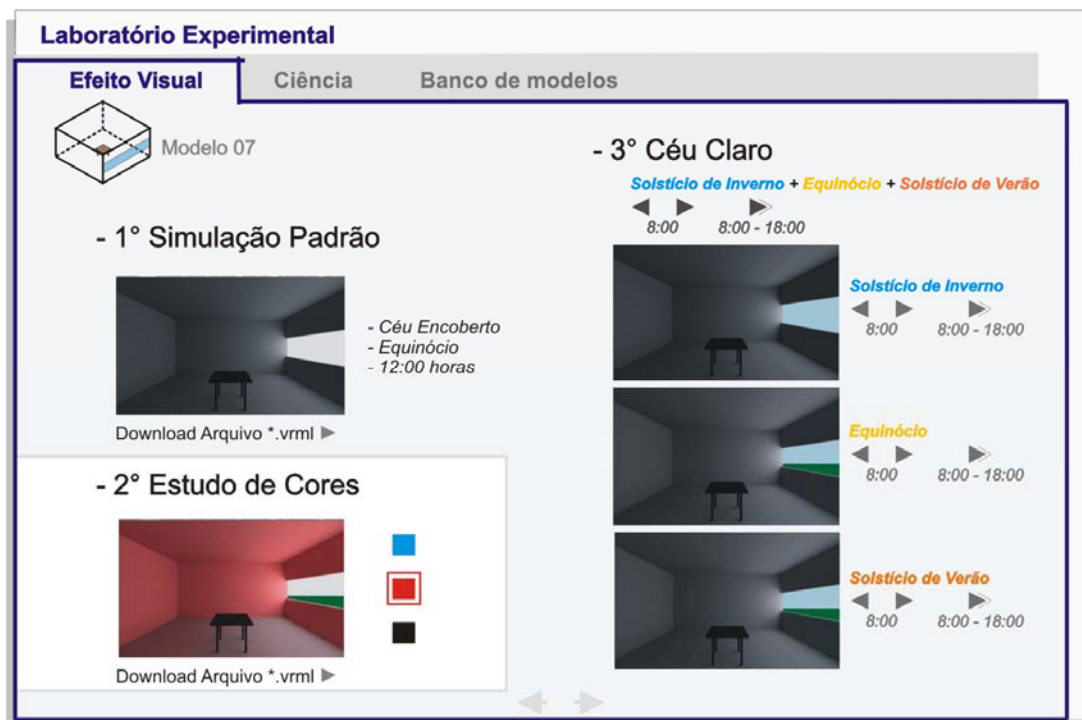 Laboratório Experimental
Efeito Visual
Ciência
Banco de modelos
Modelo 07
- 1° Simulação Padrão
- Céu Encoberto
- Equinócio
- 12:00 horas
Download Arquivo *.vrml
- 2° Estudo de Cores
Download Arquivo *.vrml
- 3° Céu Claro
Solstício de Inverno + Equinócio + Solstício de Verão
8:00 8:00 - 18:00
Solstício de Inverno
8:00 8:00 - 18:00
Equinócio
8:00 8:00 - 18:00
Solstício de Verão
8:00 8:00 - 18:00